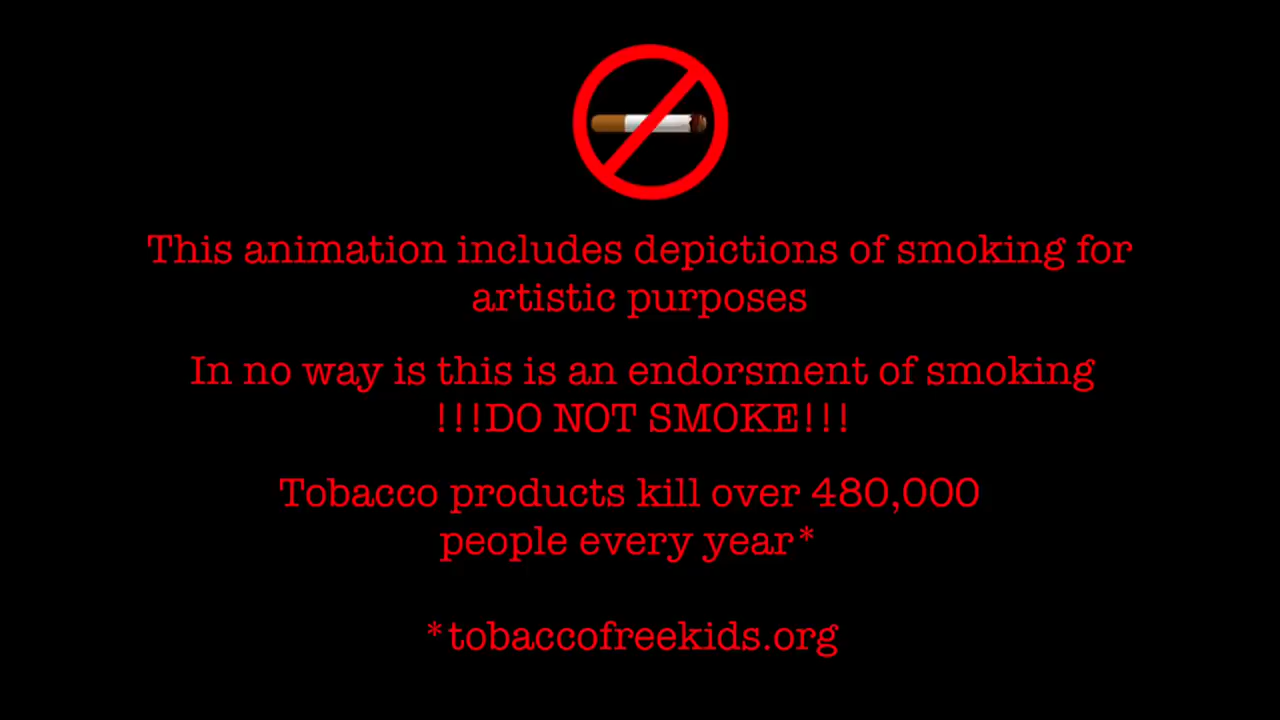 This animation includes depictions of smoking for
artistic purposes
In no way is this is an endorsment of smoking
!!!DO NOT SMOKE!!!
Tobacco products kill over 480,000
people every year*
*tobaccofreekids.org